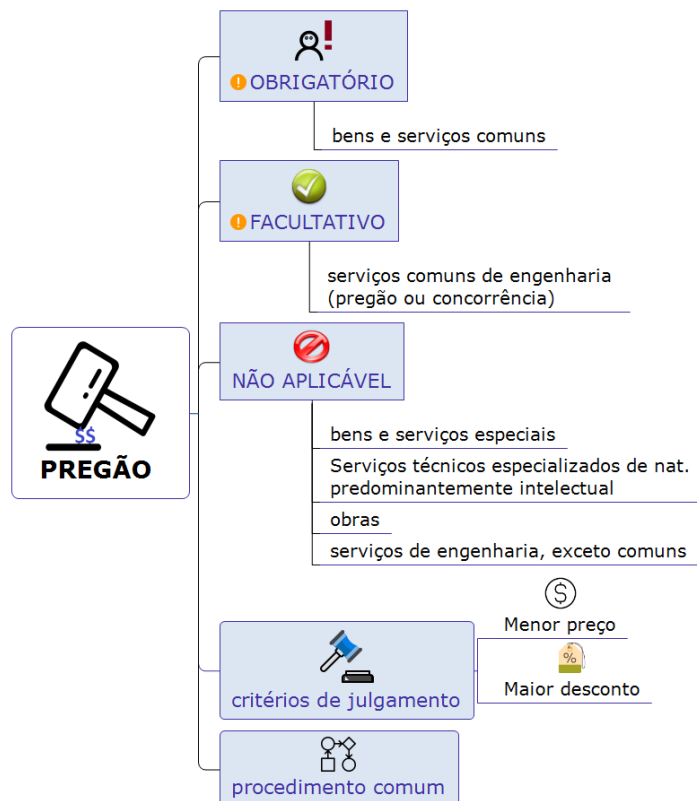 OBRIGATÓRIO
bens e serviços comuns
FACULTATIVO
serviços comuns de engenharia
(pregão ou concorrência)
$$
PREGÃO
NÃO APLICÁVEL
bens e serviços especiais
Serviços técnicos especializados de nat.
predominantemente intelectual
obras
serviços de engenharia, exceto comuns
critérios de julgamento
$
Menor preço
%
Maior desconto
procedimento comum